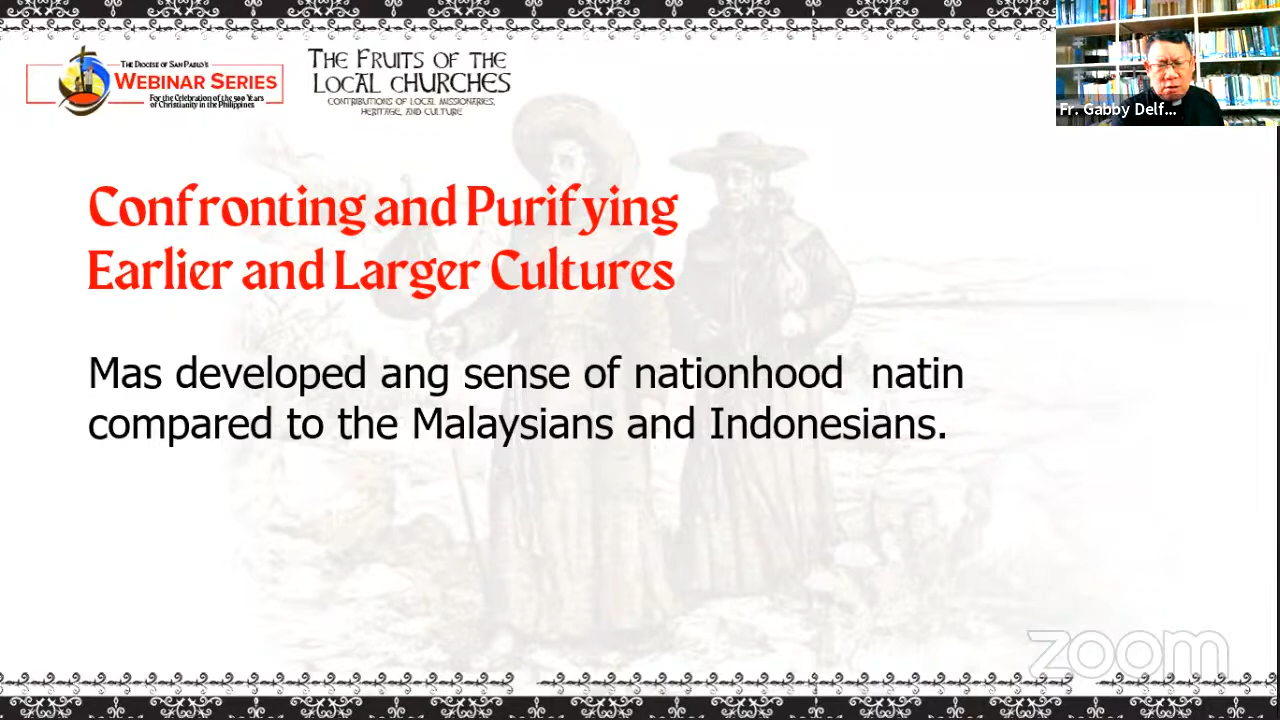 THE DIOCESE OF SAN PABLO'S
WEBINAR SERIES
For the Celebration of the 500 Years
of Christianity in the Philippines
THE FRUITS OF THE
LOCAL CHURCHES
CONTRIBUTIONS OF LOCAL MISSIONARIES,
HERITAGE, AND CULTURE
Fr. Gabby Delf...
Confronting and Purifying
Earlier and Larger Cultures
Mas developed ang sense of nationhood natin
compared to the Malaysians and Indonesians.
zoom